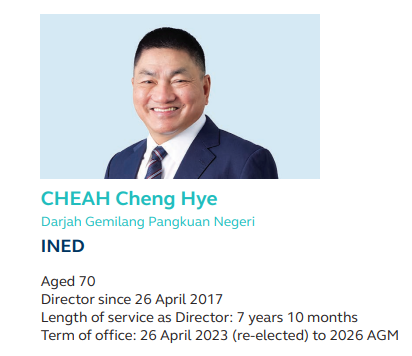 CHEAH Cheng Hye
Darjah Gemilang Pangkuan Negeri
INED
Aged 70
Director since 26 April 2017
Length of service as Director: 7 years 10 months
Term of office: 26 April 2023 (re-elected) to 2026 AGM